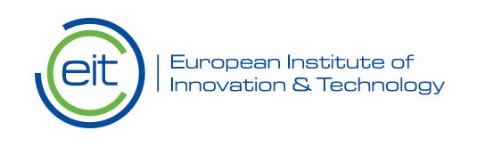 eit
European Institute of
Innovation & Technology